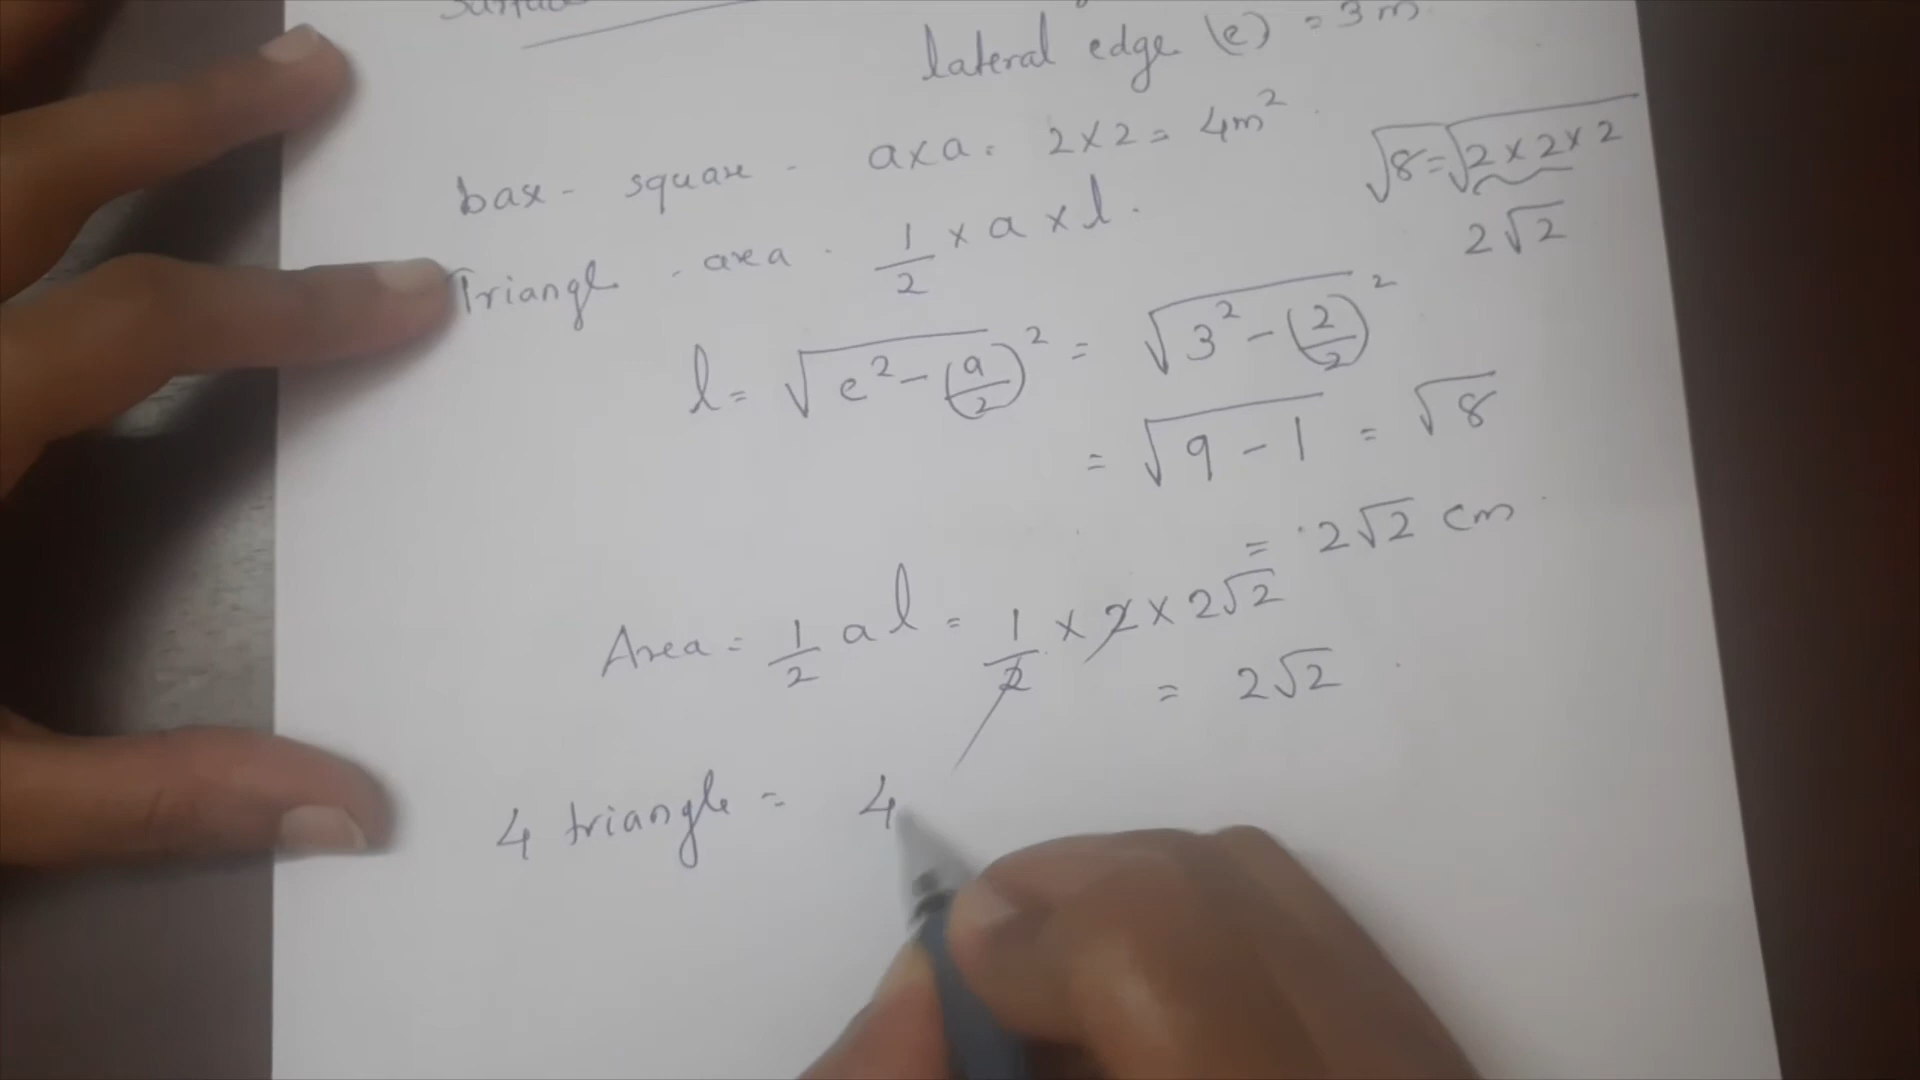 lateral edge (e) = 3m
base - square - a×a = 2×2 = 4m²
√8 = √2×2×2
2√2
Triangl - area - 1/2 × a × l.
l = √e² - (a/2)² = √3² - (2/2)²
= √9 - 1 = √8
= 2√2 cm
Area = 1/2 a l = 1/2 × 2 × 2√2
= 2√2
4 triangle = 4